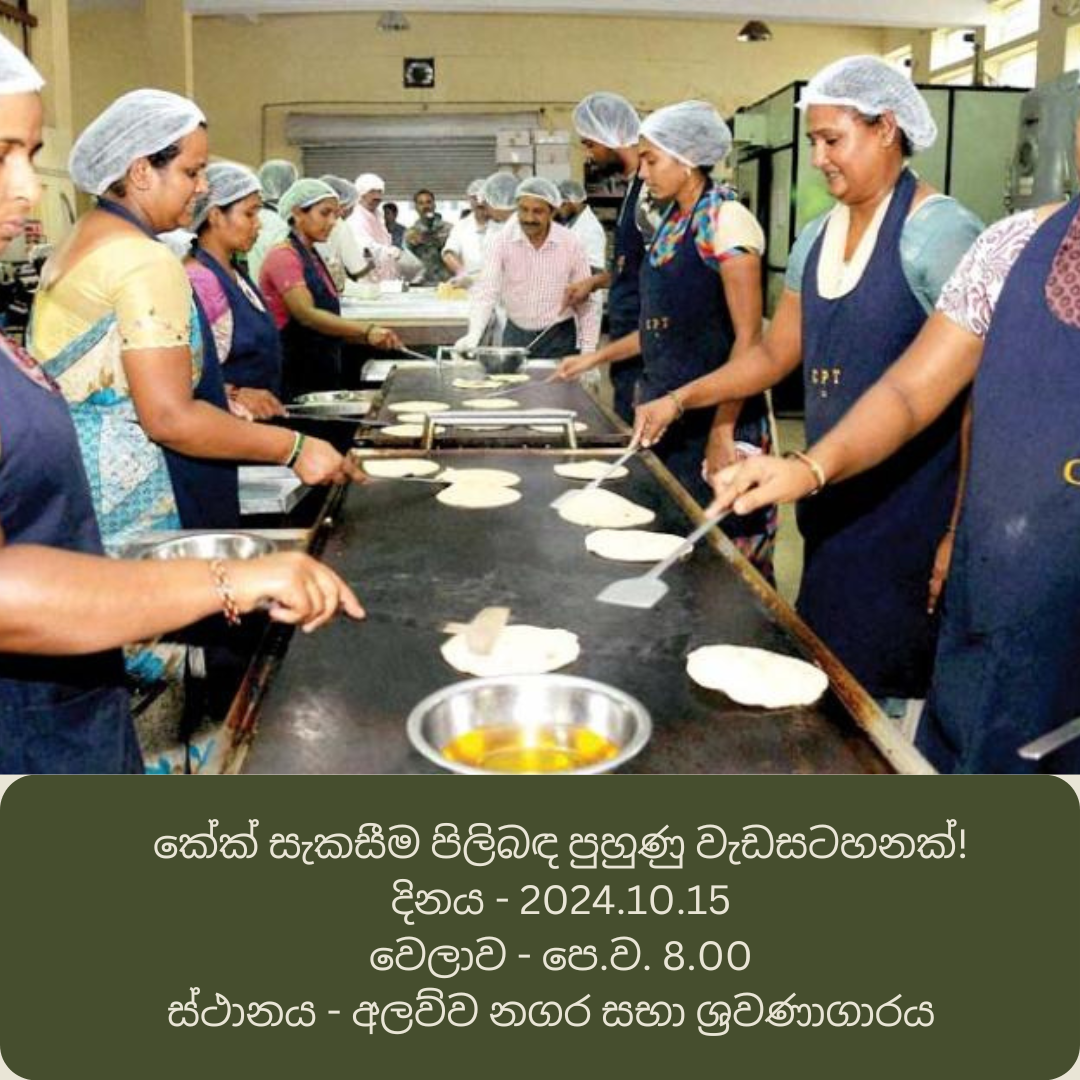 C P T
C P T
කේක් සැකසීම පිලිබඳ පුහුණු වැඩසටහනක්!
දිනය - 2024.10.15
වෙලාව - පෙ.ව. 8.00
ස්ථානය - අලව්ව නගර සභා ශ්‍රවණාගාරය